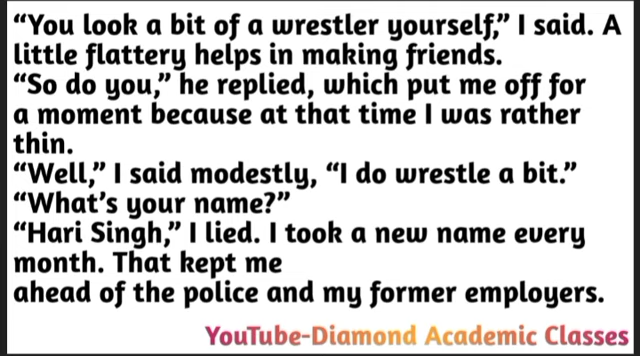 “You look a bit of a wrestler yourself,” I said. A
little flattery helps in making friends.
“So do you,” he replied, which put me off for
a moment because at that time I was rather
thin.
“Well,” I said modestly, “I do wrestle a bit.”
“What’s your name?”
“Hari Singh,” I lied. I took a new name every
month. That kept me
ahead of the police and my former employers.
YouTube-Diamond Academic Classes